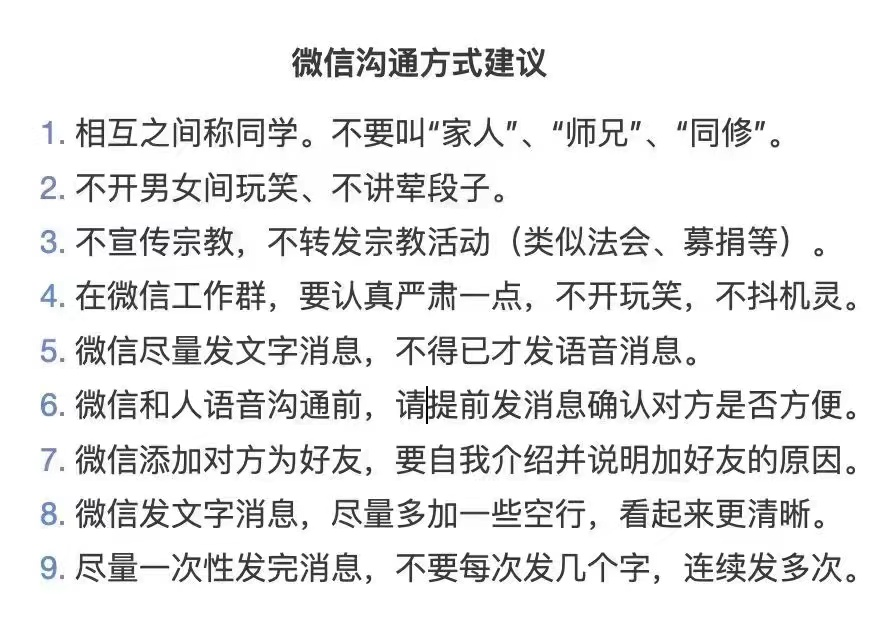 微信沟通方式建议
1. 相互之间称同学。不要叫“家人”、“师兄”、“同修”。
2. 不开男女间玩笑、不讲荤段子。
3. 不宣传宗教，不转发宗教活动（类似法会、募捐等）。
4. 在微信工作群，要认真严肃一点，不开玩笑，不抖机灵。
5. 微信尽量发文字消息，不得已才发语音消息。
6. 微信和人语音沟通前，请提前发消息确认对方是否方便。
7. 微信添加对方为好友，要自我介绍并说明加好友的原因。
8. 微信发文字消息，尽量多加一些空行，看起来更清晰。
9. 尽量一次性发完消息，不要每次发几个字，连续发多次。